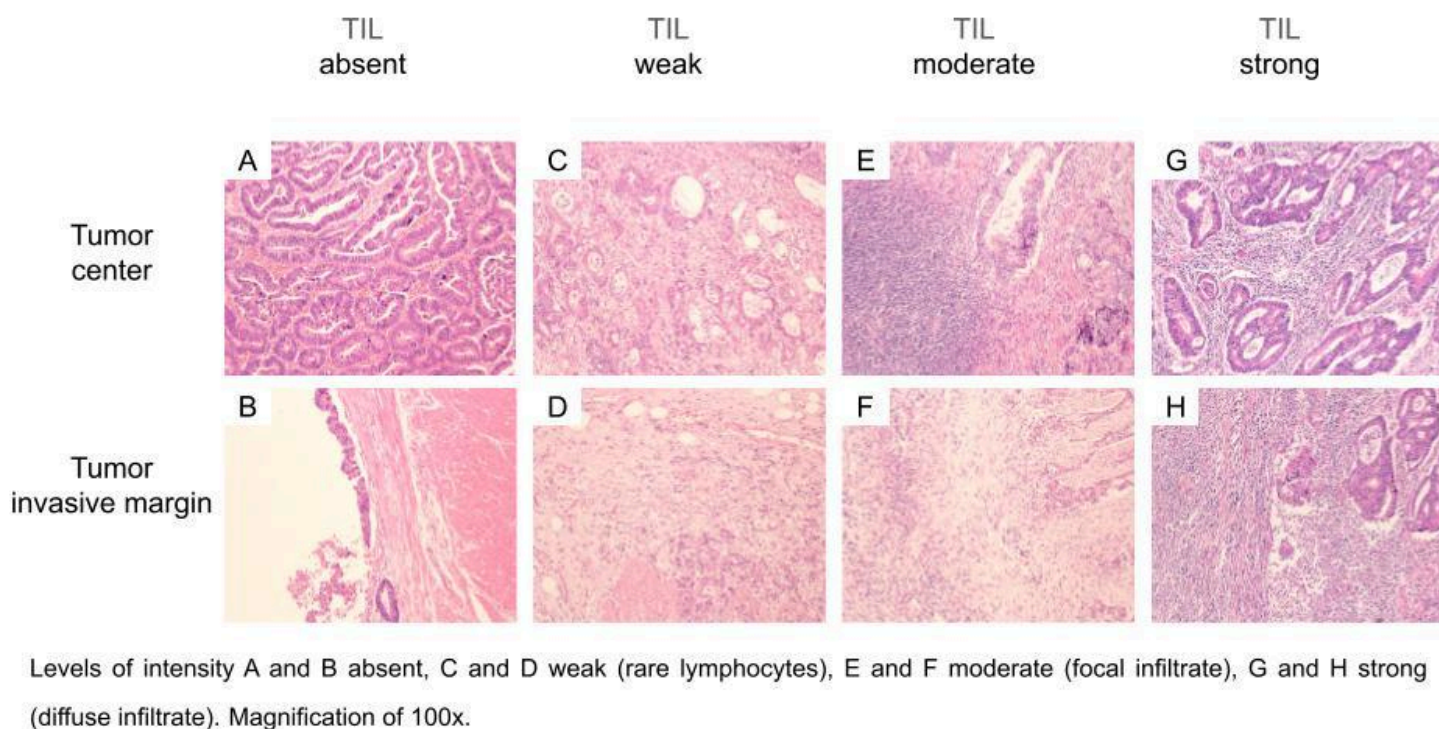 TIL TIL TIL TIL
absent weak moderate strong
A C E G
Tumor
center
B D F H
Tumor
invasive margin
Levels of intensity A and B absent, C and D weak (rare lymphocytes), E and F moderate (focal infiltrate), G and H strong
(diffuse infiltrate). Magnification of 100x.